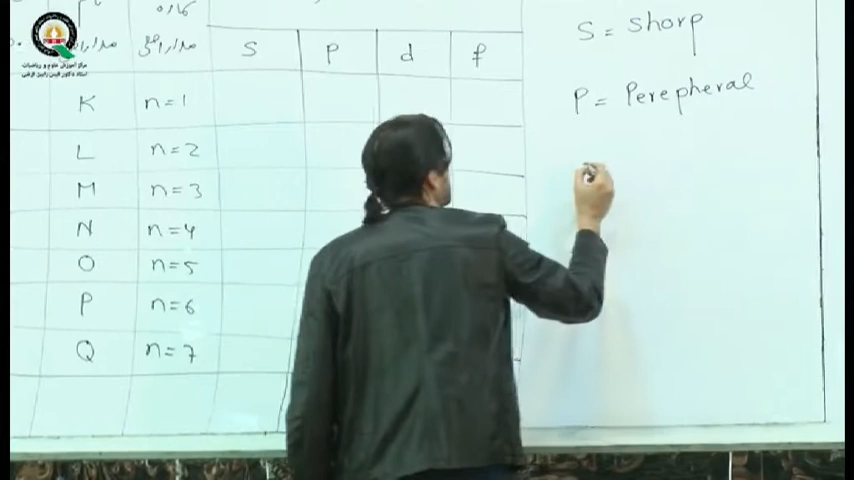 S P d f
K n=1
L n=2
M n=3
N n=4
O n=5
P n=6
Q n=7
S = Shorp
P = Perepheral